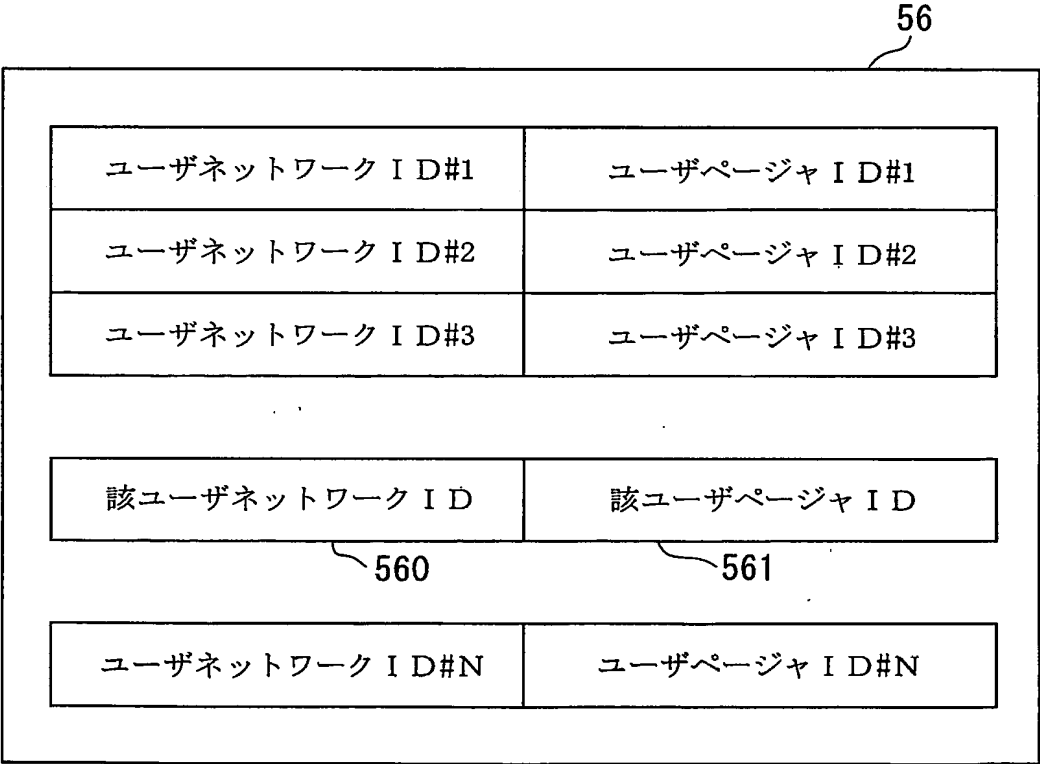 56
ユーザネットワークＩＤ#1 ユーザページャＩＤ#1
ユーザネットワークＩＤ#2 ユーザページャＩＤ#2
ユーザネットワークＩＤ#3 ユーザページャＩＤ#3
該ユーザネットワークＩＤ 該ユーザページャＩＤ
560 561
ユーザネットワークＩＤ#N ユーザページャＩＤ#N